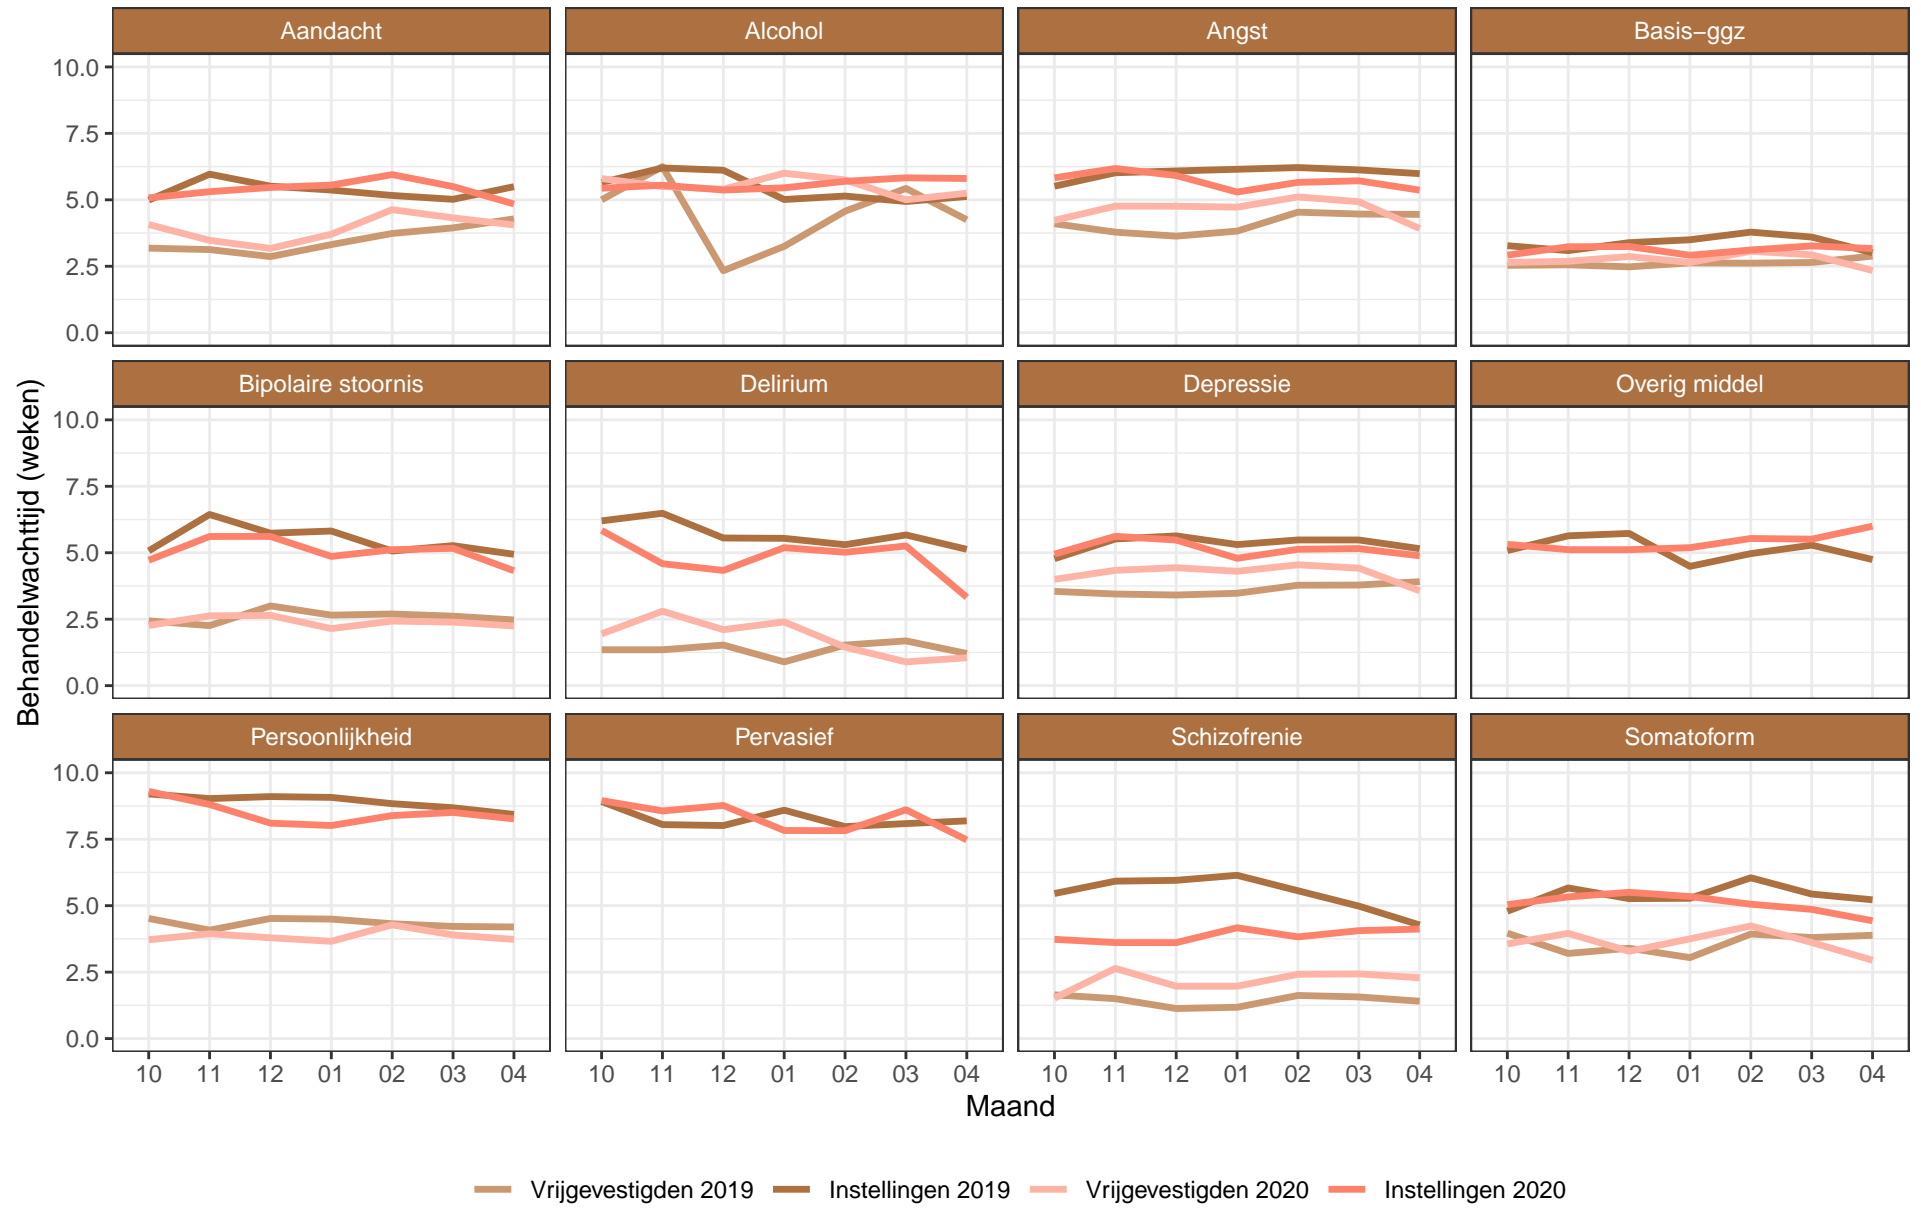 Aandacht Alcohol Angst Basis−ggz
10.0
7.5
5.0
2.5
0.0
Bipolaire stoornis Delirium Depressie Overig middel
10.0
7.5
5.0
2.5
0.0
Behandelwachttijd (weken)
Persoonlijkheid Pervasief Schizofrenie Somatoform
10.0
7.5
5.0
2.5
0.0
10 11 12 01 02 03 04 10 11 12 01 02 03 04 10 11 12 01 02 03 04 10 11 12 01 02 03 04
Maand
Vrijgevestigden 2019 Instellingen 2019 Vrijgevestigden 2020 Instellingen 2020